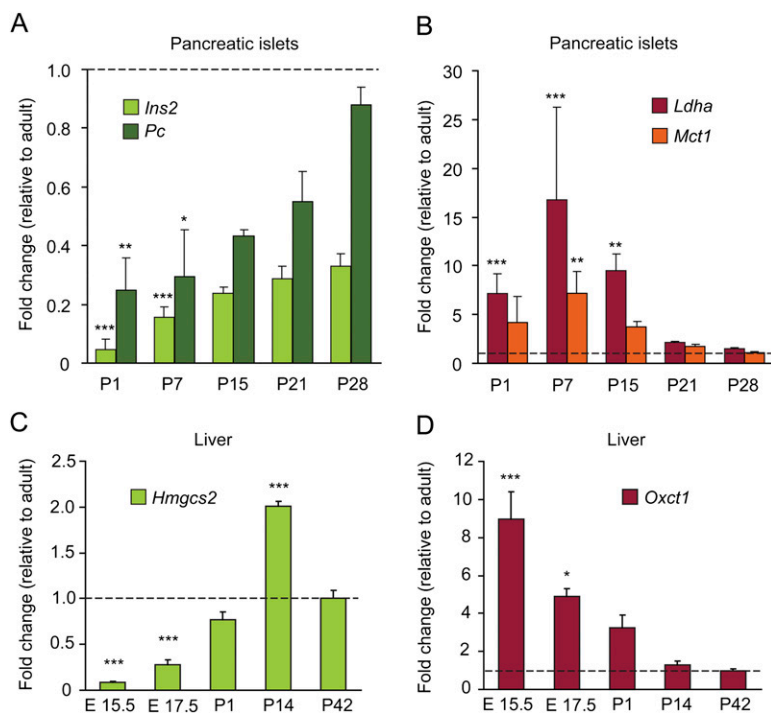 A
Pancreatic islets
Fold change (relative to adult)
1.0
0.8
0.6
0.4
0.2
0
Ins2
Pc
***
**
***
*
P1 P7 P15 P21 P28
B
Pancreatic islets
Fold change (relative to adult)
30
25
20
15
10
5
0
Ldha
Mct1
***
***
**
**
P1 P7 P15 P21 P28
C
Liver
Fold change (relative to adult)
2.5
2.0
1.5
1.0
0.5
0
Hmgcs2
***
***
***
E 15.5 E 17.5 P1 P14 P42
D
Liver
Fold change (relative to adult)
12
10
8
6
4
2
0
Oxct1
***
*
E 15.5 E 17.5 P1 P14 P42